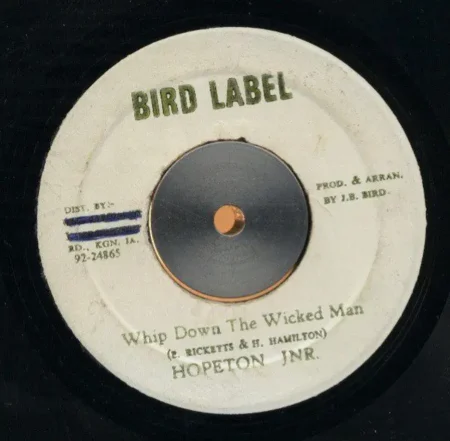 BIRD LABEL
DIST. BY:-
RD., KGN. JA.
92-24865
PROD. & ARRAN.
BY J.B. BIRD
Whip Down The Wicked Man
(R. RICKETTS & H. HAMILTON)
HOPETON JNR.